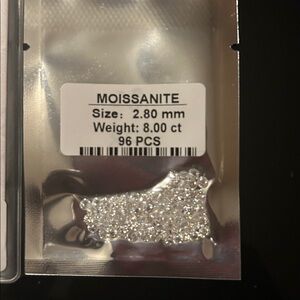 MOISSANITE
Size: 2.80 mm
Weight: 8.00 ct
96 PCS